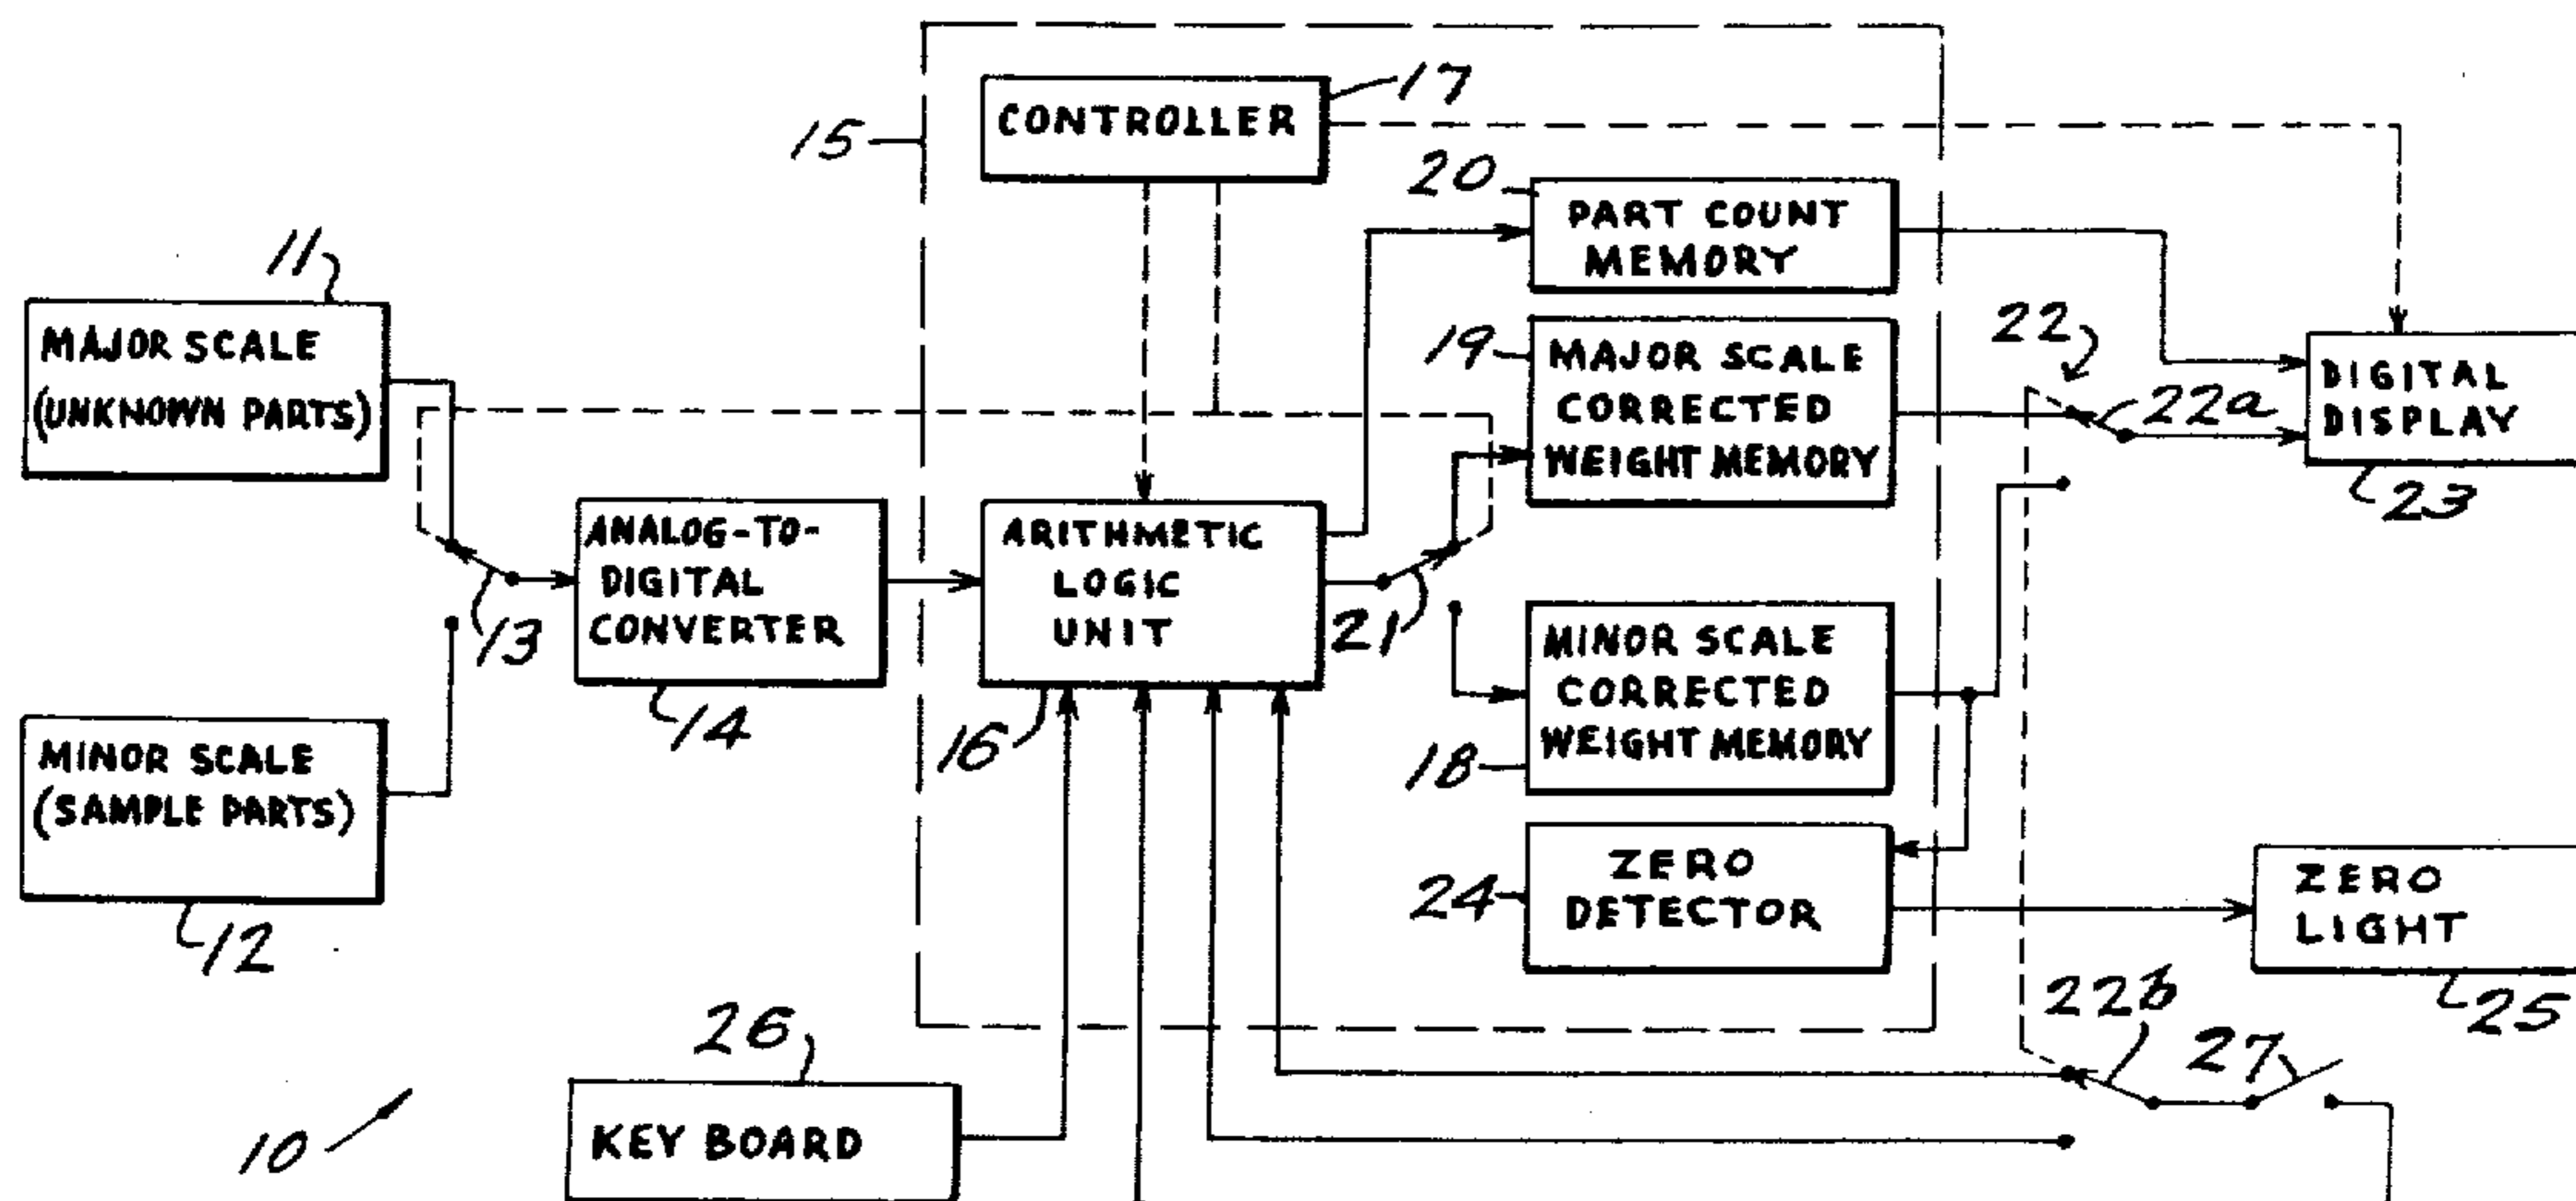 15
CONTROLLER
17
20
PART COUNT
MEMORY
11
MAJOR SCALE
(UNKNOWN PARTS)
19
MAJOR SCALE
CORRECTED
WEIGHT MEMORY
22
22a
DIGITAL
DISPLAY
23
13
ANALOG-TO-
DIGITAL
CONVERTER
14
ARITHMETIC
LOGIC
UNIT
16
21
MINOR SCALE
CORRECTED
WEIGHT MEMORY
18
MINOR SCALE
(SAMPLE PARTS)
12
24
ZERO
DETECTOR
ZERO
LIGHT
25
22b
27
26
KEY BOARD
10